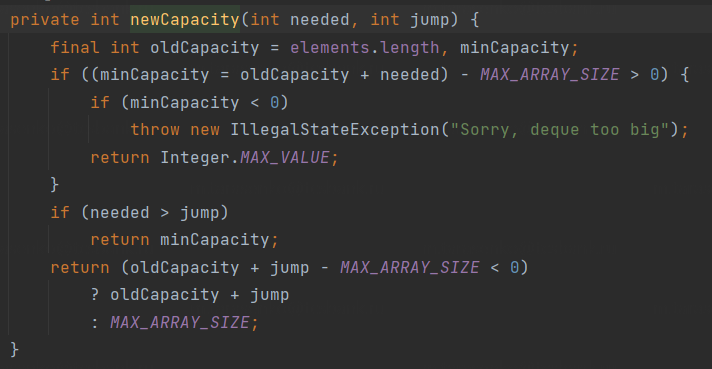 private int newCapacity(int needed, int jump) {
    final int oldCapacity = elements.length, minCapacity;
    if ((minCapacity = oldCapacity + needed) - MAX_ARRAY_SIZE > 0) {
        if (minCapacity < 0)
            throw new IllegalStateException("Sorry, deque too big");
        return Integer.MAX_VALUE;
    }
    if (needed > jump)
        return minCapacity;
    return (oldCapacity + jump - MAX_ARRAY_SIZE < 0)
        ? oldCapacity + jump
        : MAX_ARRAY_SIZE;
}